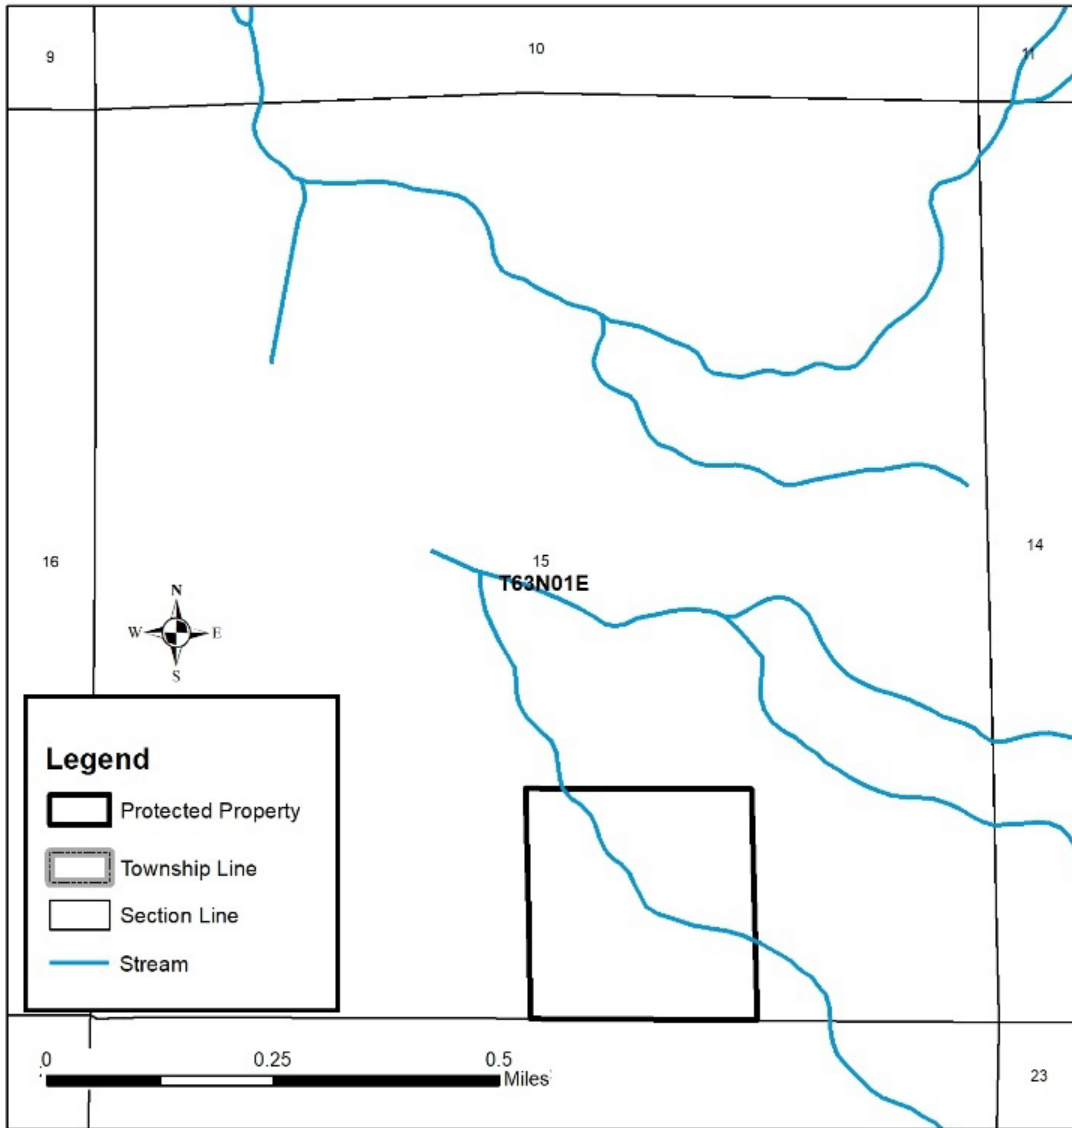 9
10
11
16
15
T63N01E
14
N
W E
S
Legend
Protected Property
Township Line
Section Line
Stream
0 0.25 0.5
Miles
23